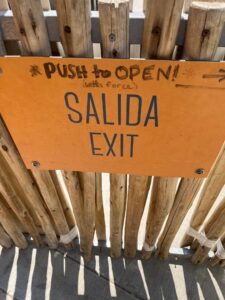 *PUSH to OPEN! →
(with force)
SALIDA
EXIT